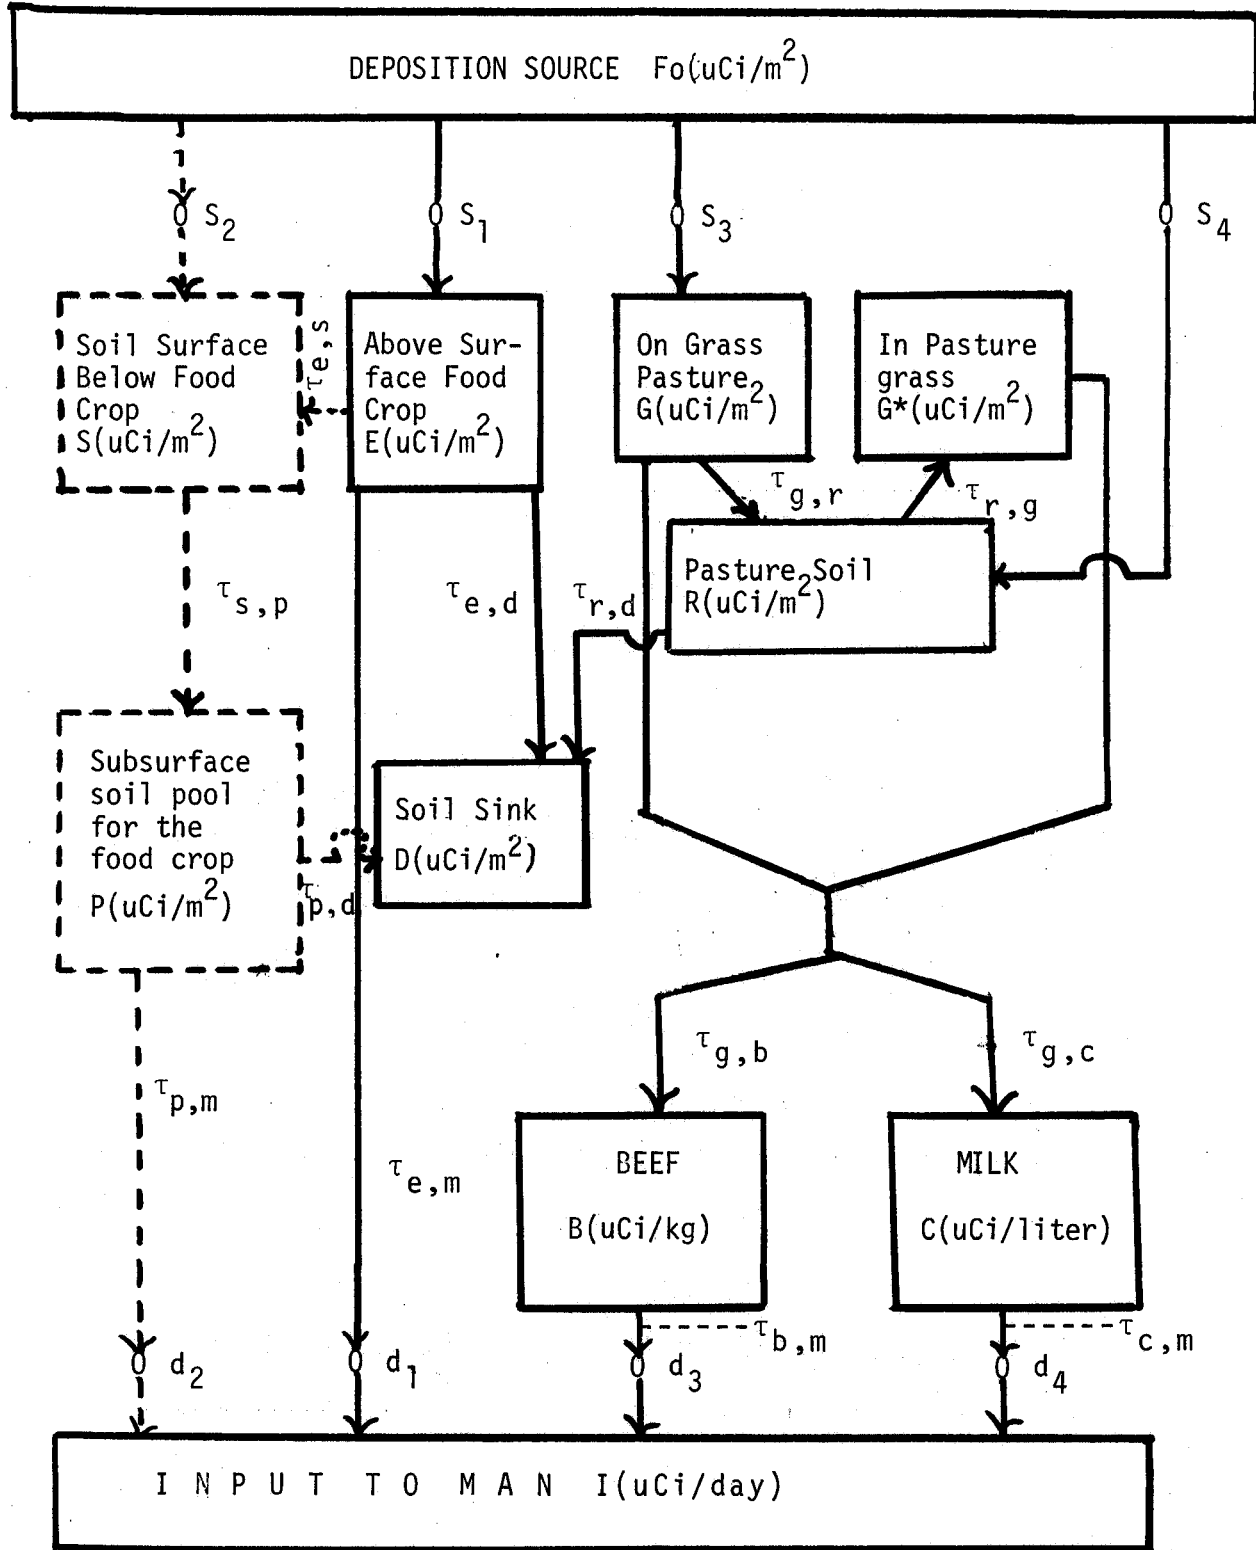 DEPOSITION SOURCE Fo(uCi/m²)
S₂
S₁
S₃
S₄
Soil Surface
Below Food
Crop
S(uCi/m²)
τe,s
Above Sur-
face Food
Crop
E(uCi/m²)
On Grass
Pasture
G(uCi/m²)
In Pasture
grass
G*(uCi/m²)
τg,r
τr,g
Pasture Soil
R(uCi/m²)
τs,p
τe,d
τr,d
Subsurface
soil pool
for the
food crop
P(uCi/m²)
τp,d
Soil Sink
D(uCi/m²)
τg,b
τg,c
τp,m
τe,m
BEEF
B(uCi/kg)
MILK
C(uCi/liter)
τb,m
τc,m
d₂
d₁
d₃
d₄
INPUT TO MAN I(uCi/day)